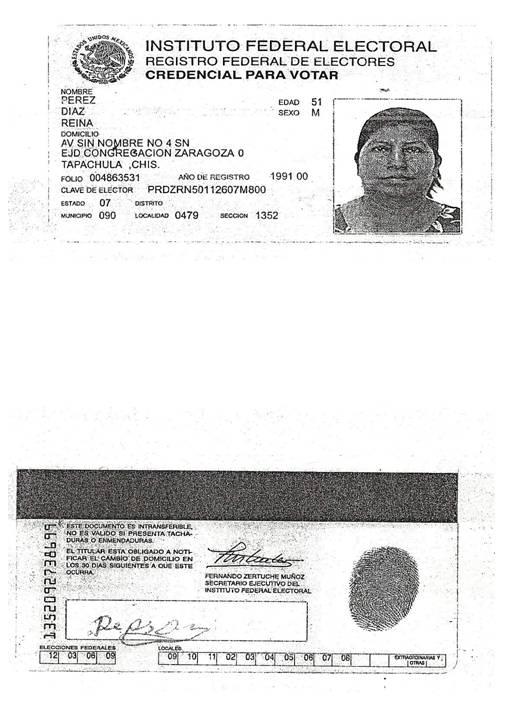 ESTADOS UNIDOS MEXICANOS
INSTITUTO FEDERAL ELECTORAL
REGISTRO FEDERAL DE ELECTORES
CREDENCIAL PARA VOTAR
NOMBRE
PEREZ
DIAZ
REINA
EDAD 51
SEXO M
DOMICILIO
AV SIN NOMBRE NO 4 SN
EJD CONGREGACION ZARAGOZA 0
TAPACHULA ,CHIS.
FOLIO 004863531 AÑO DE REGISTRO 1991 00
CLAVE DE ELECTOR PRDZRN50112607M800
ESTADO 07 DISTRITO
MUNICIPIO 090 LOCALIDAD 0479 SECCION 1352
ESTE DOCUMENTO ES INTRANSFERIBLE,
NO ES VALIDO SI PRESENTA TACHA-
DURAS O ENMENDADURAS.
EL TITULAR ESTA OBLIGADO A NOTI-
FICAR EL CAMBIO DE DOMICILIO EN
LOS 30 DIAS SIGUIENTES A QUE ESTE
OCURRA.
FERNANDO ZERTUCHE MUÑOZ
SECRETARIO EJECUTIVO DEL
INSTITUTO FEDERAL ELECTORAL
ELECCIONES FEDERALES
12 03 06 09
LOCALES
09 10 11 02 03 04 05 06 07 08
EXTRAORDINARIAS Y
OTRAS